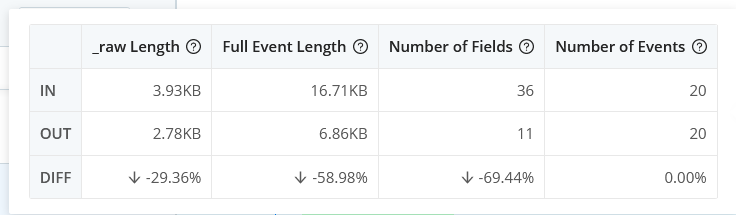 _raw Length Full Event Length Number of Fields Number of Events
IN 3.93KB 16.71KB 36 20
OUT 2.78KB 6.86KB 11 20
DIFF ↓ -29.36% ↓ -58.98% ↓ -69.44% 0.00%